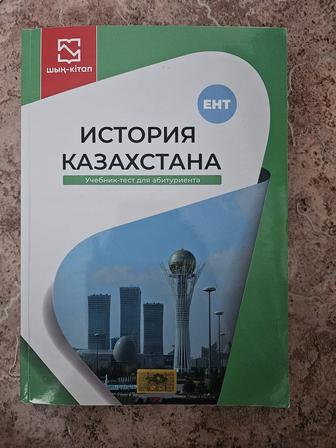 шың-кітап
ЕНТ
ИСТОРИЯ
КАЗАХСТАНА
Учебник-тест для абитуриента